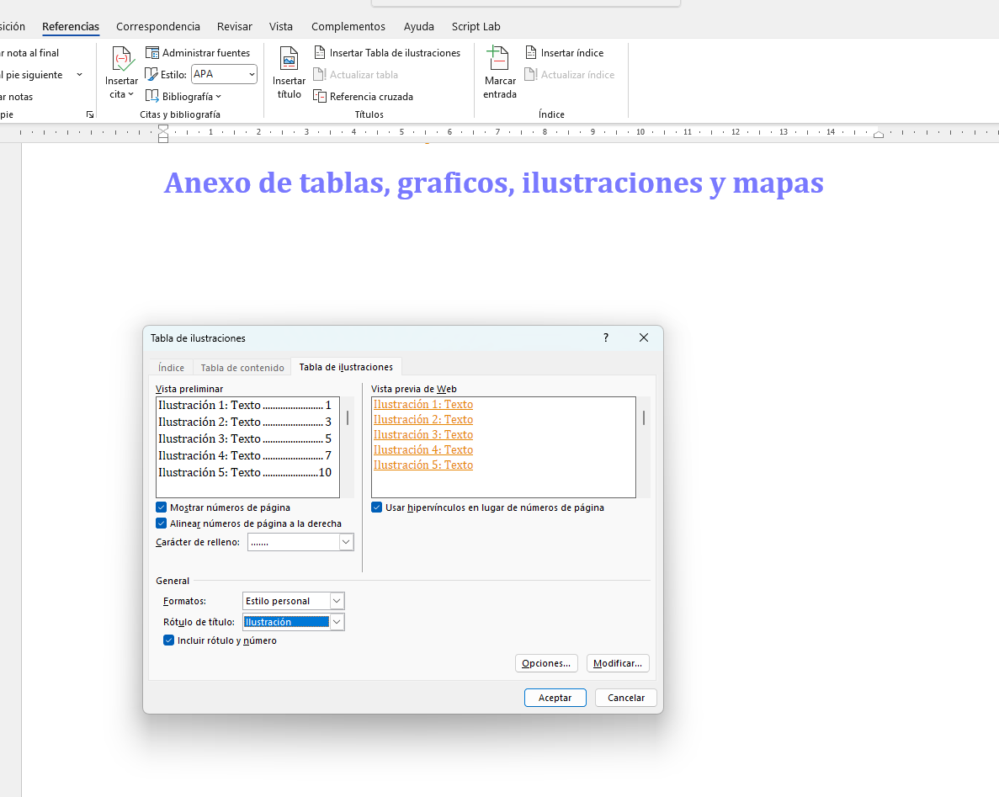 sición Referencias Correspondencia Revisar Vista Complementos Ayuda Script Lab
r nota al final
l pie siguiente
ar notas
pie
Insertar cita
Administrar fuentes
Estilo: APA
Bibliografía
Citas y bibliografía
Insertar título
Insertar Tabla de ilustraciones
Actualizar tabla
Referencia cruzada
Títulos
Marcar entrada
Insertar índice
Actualizar índice
Índice
1 2 3 4 5 6 7 8 9 10 11 12 13 14
Anexo de tablas, graficos, ilustraciones y mapas
Tabla de ilustraciones ?
Índice Tabla de contenido Tabla de ilustraciones
Vista preliminar
Ilustración 1: Texto ........................ 1
Ilustración 2: Texto ........................ 3
Ilustración 3: Texto ........................ 5
Ilustración 4: Texto ........................ 7
Ilustración 5: Texto ......................10
Mostrar números de página
Alinear números de página a la derecha
Carácter de relleno: .......
Vista previa de Web
Ilustración 1: Texto
Ilustración 2: Texto
Ilustración 3: Texto
Ilustración 4: Texto
Ilustración 5: Texto
Usar hipervínculos en lugar de números de página
General
Formatos: Estilo personal
Rótulo de título: Ilustración
Incluir rótulo y número
Opciones... Modificar...
Aceptar Cancelar